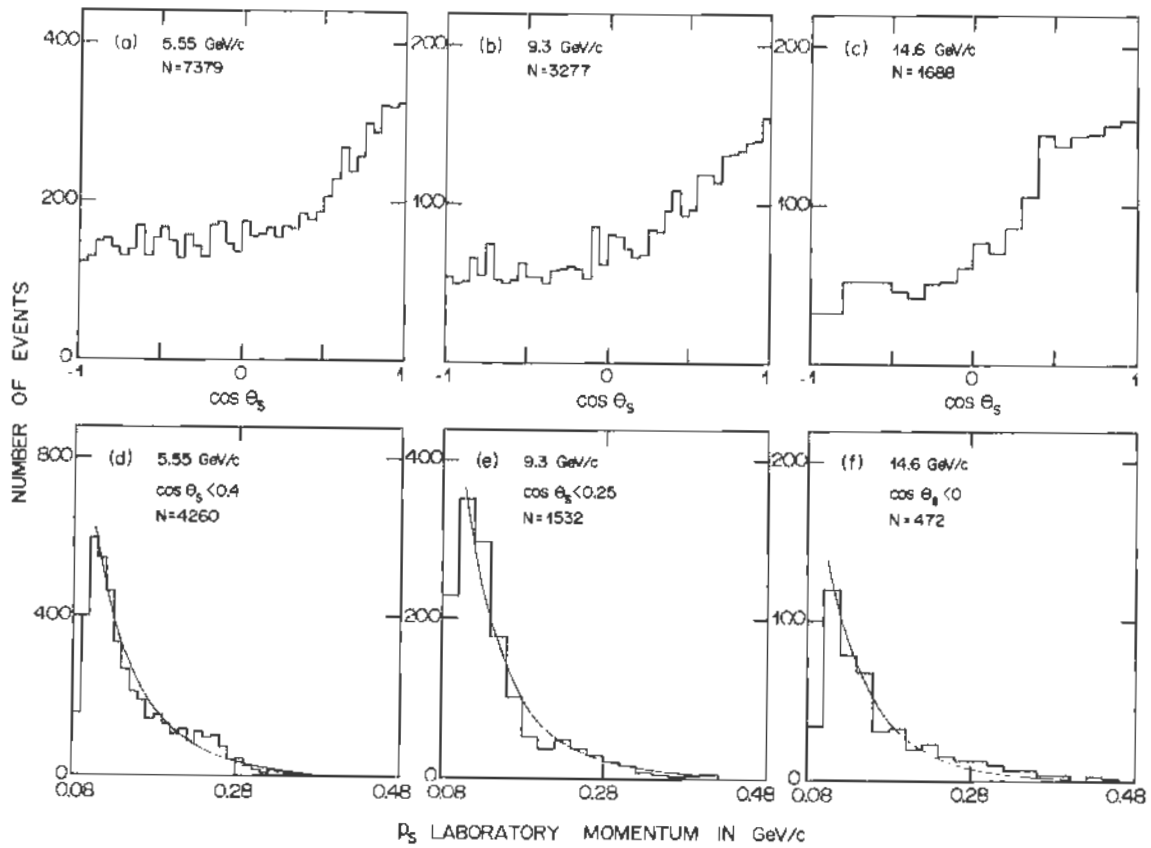 NUMBER OF EVENTS
(a) 5.55 GeV/c
N=7379
400
200
0
-1 0 1
cos θs
(b) 9.3 GeV/c
N=3277
200
100
0
-1 0 1
cos θs
(c) 14.6 GeV/c
N=1688
200
100
-1 0 1
cos θs
(d) 5.55 GeV/c
cos θs <0.4
N=4260
800
400
0
0.08 0.28 0.48
(e) 9.3 GeV/c
cos θs <0.25
N=1532
400
200
0
0.08 0.28 0.48
(f) 14.6 GeV/c
cos θs <0
N=472
200
100
0
0.08 0.28 0.48
ps LABORATORY MOMENTUM IN GeV/c